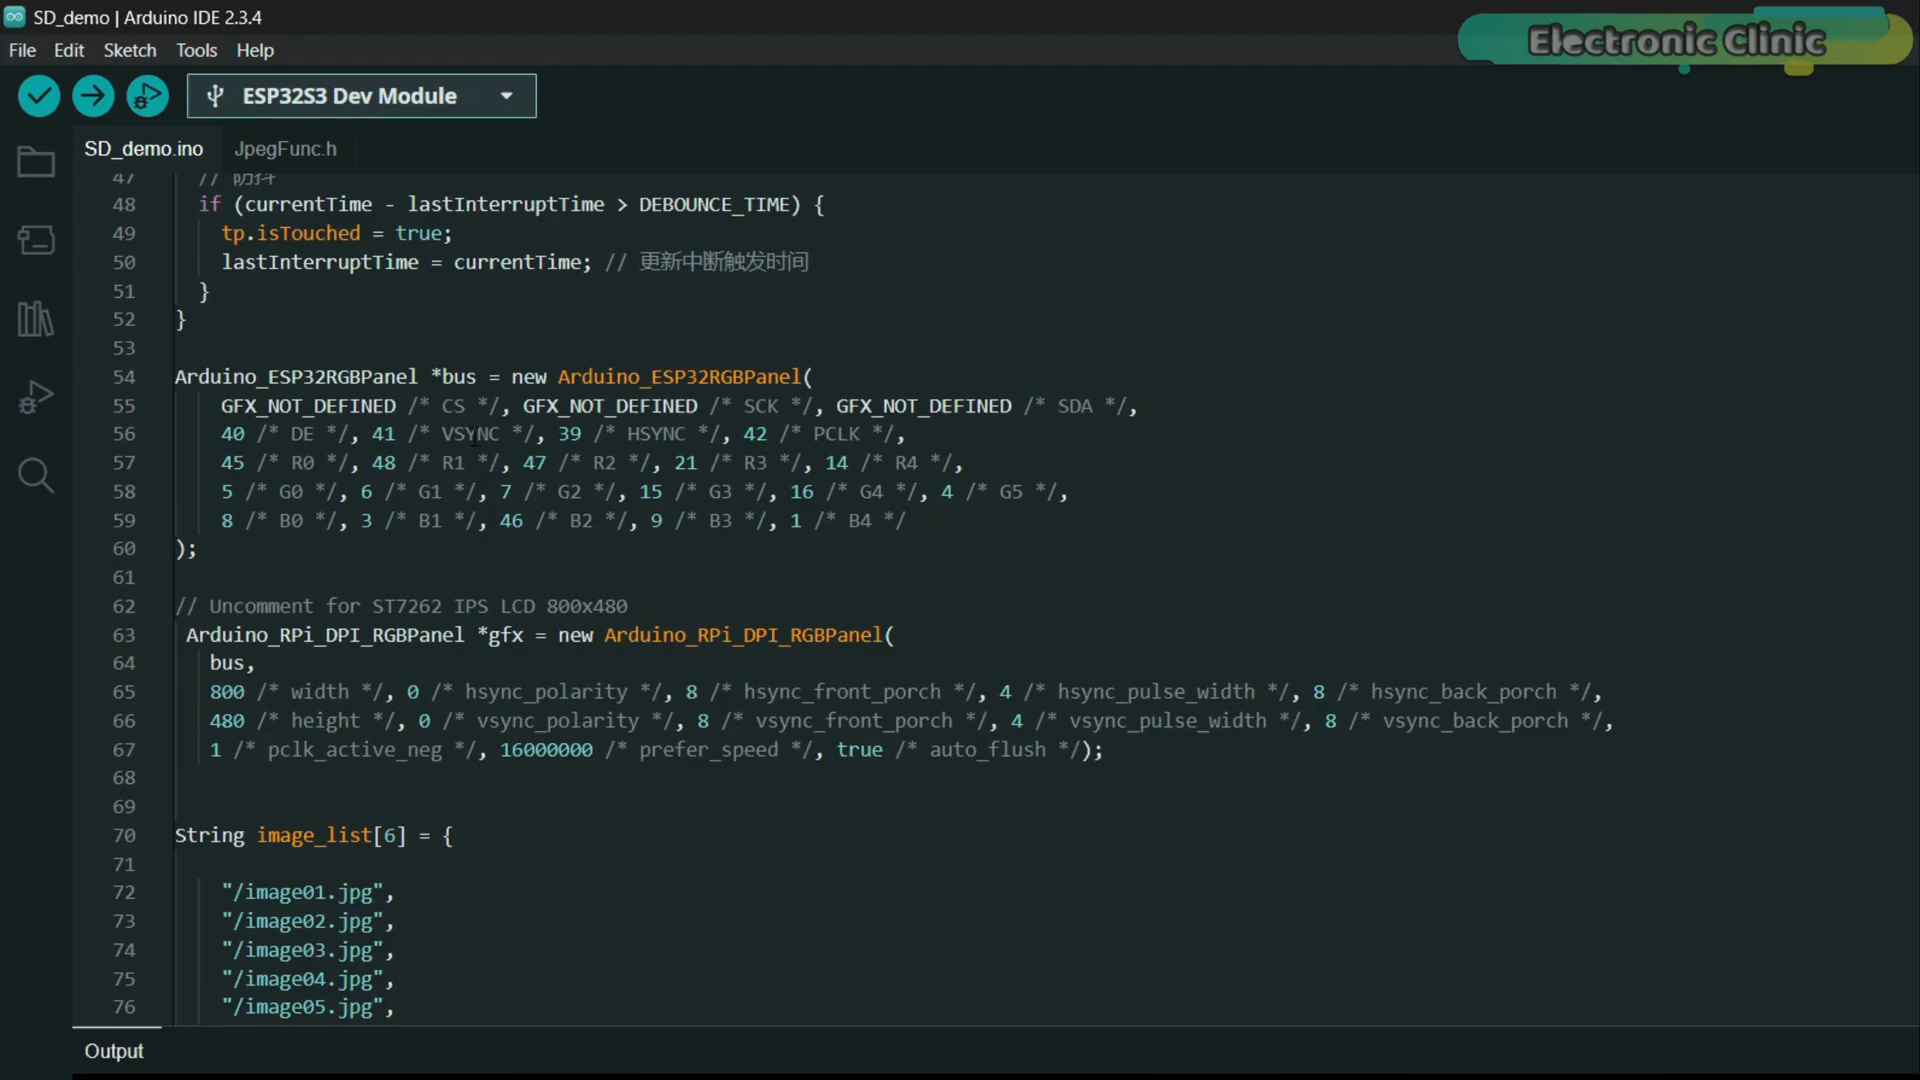 SD_demo | Arduino IDE 2.3.4
File Edit Sketch Tools Help
Electronic Clinic
ESP32S3 Dev Module
SD_demo.ino JpegFunc.h
47 // 防抖
48 if (currentTime - lastInterruptTime > DEBOUNCE_TIME) {
49 tp.isTouched = true;
50 lastInterruptTime = currentTime; // 更新中断触发时间
51 }
52 }
53
54 Arduino_ESP32RGBPanel *bus = new Arduino_ESP32RGBPanel(
55 GFX_NOT_DEFINED /* CS */, GFX_NOT_DEFINED /* SCK */, GFX_NOT_DEFINED /* SDA */,
56 40 /* DE */, 41 /* VSYNC */, 39 /* HSYNC */, 42 /* PCLK */,
57 45 /* R0 */, 48 /* R1 */, 47 /* R2 */, 21 /* R3 */, 14 /* R4 */,
58 5 /* G0 */, 6 /* G1 */, 7 /* G2 */, 15 /* G3 */, 16 /* G4 */, 4 /* G5 */,
59 8 /* B0 */, 3 /* B1 */, 46 /* B2 */, 9 /* B3 */, 1 /* B4 */
60 );
61
62 // Uncomment for ST7262 IPS LCD 800x480
63 Arduino_RPi_DPI_RGBPanel *gfx = new Arduino_RPi_DPI_RGBPanel(
64 bus,
65 800 /* width */, 0 /* hsync_polarity */, 8 /* hsync_front_porch */, 4 /* hsync_pulse_width */, 8 /* hsync_back_porch */,
66 480 /* height */, 0 /* vsync_polarity */, 8 /* vsync_front_porch */, 4 /* vsync_pulse_width */, 8 /* vsync_back_porch */,
67 1 /* pclk_active_neg */, 16000000 /* prefer_speed */, true /* auto_flush */);
68
69
70 String image_list[6] = {
71
72 "/image01.jpg",
73 "/image02.jpg",
74 "/image03.jpg",
75 "/image04.jpg",
76 "/image05.jpg",
Output